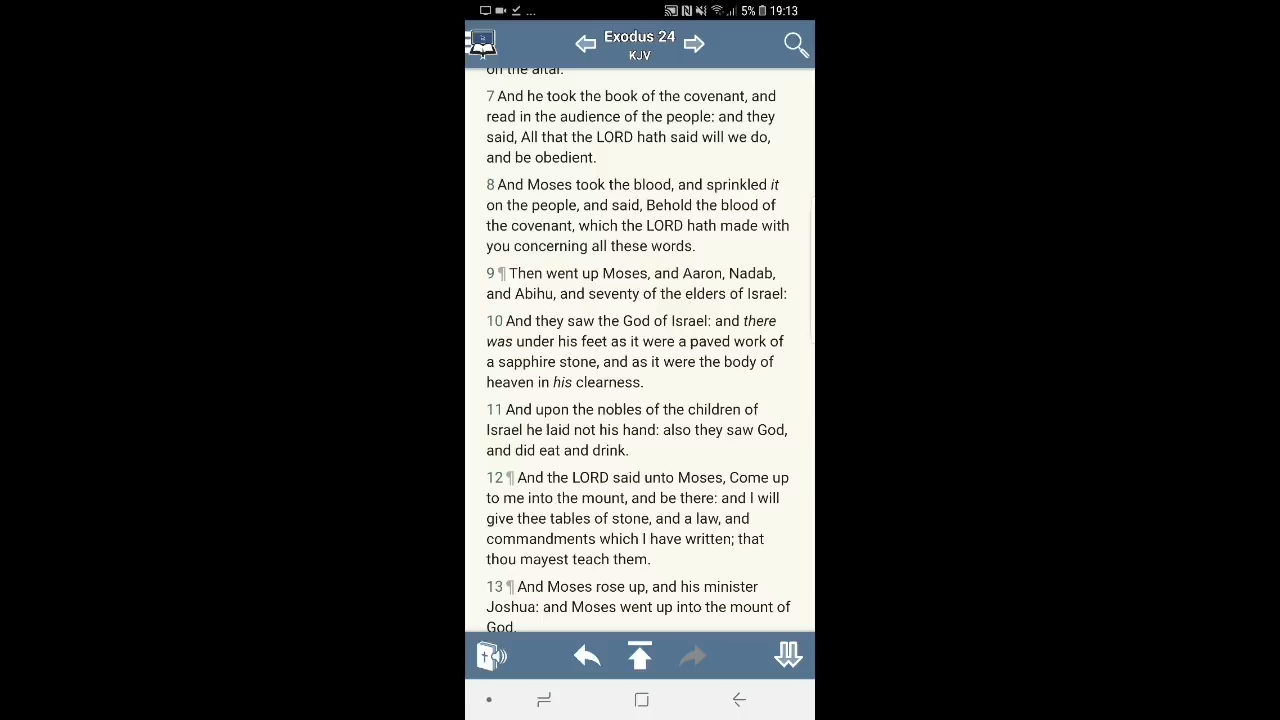 5% 19:13
Exodus 24
KJV
on the altar.
7 And he took the book of the covenant, and
read in the audience of the people: and they
said, All that the LORD hath said will we do,
and be obedient.
8 And Moses took the blood, and sprinkled it
on the people, and said, Behold the blood of
the covenant, which the LORD hath made with
you concerning all these words.
9 ¶ Then went up Moses, and Aaron, Nadab,
and Abihu, and seventy of the elders of Israel:
10 And they saw the God of Israel: and there
was under his feet as it were a paved work of
a sapphire stone, and as it were the body of
heaven in his clearness.
11 And upon the nobles of the children of
Israel he laid not his hand: also they saw God,
and did eat and drink.
12 ¶ And the LORD said unto Moses, Come up
to me into the mount, and be there: and I will
give thee tables of stone, and a law, and
commandments which I have written; that
thou mayest teach them.
13 ¶ And Moses rose up, and his minister
Joshua: and Moses went up into the mount of
God.